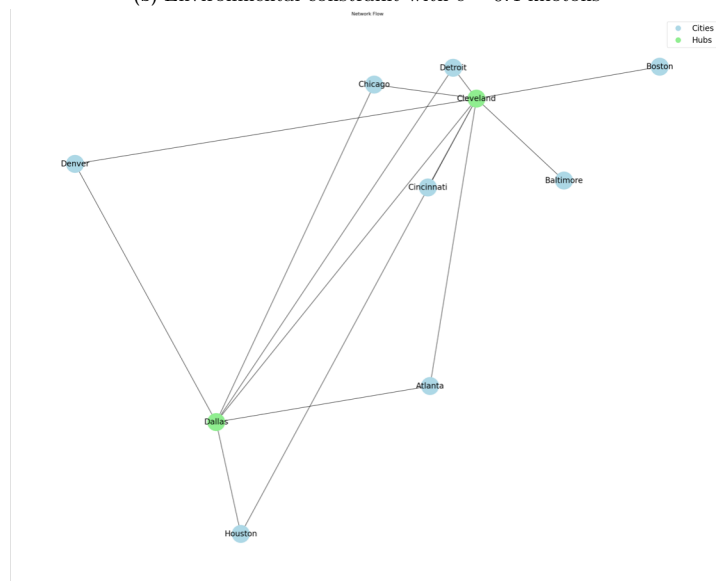 Network Flow
Cities
Hubs
Detroit
Boston
Chicago
Cleveland
Denver
Baltimore
Cincinnati
Atlanta
Dallas
Houston